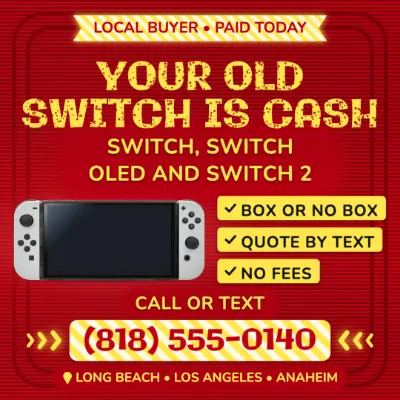 LOCAL BUYER • PAID TODAY
YOUR OLD
SWITCH IS CASH
SWITCH, SWITCH
OLED AND SWITCH 2
BOX OR NO BOX
QUOTE BY TEXT
NO FEES
CALL OR TEXT
(818) 555-0140
LONG BEACH • LOS ANGELES • ANAHEIM